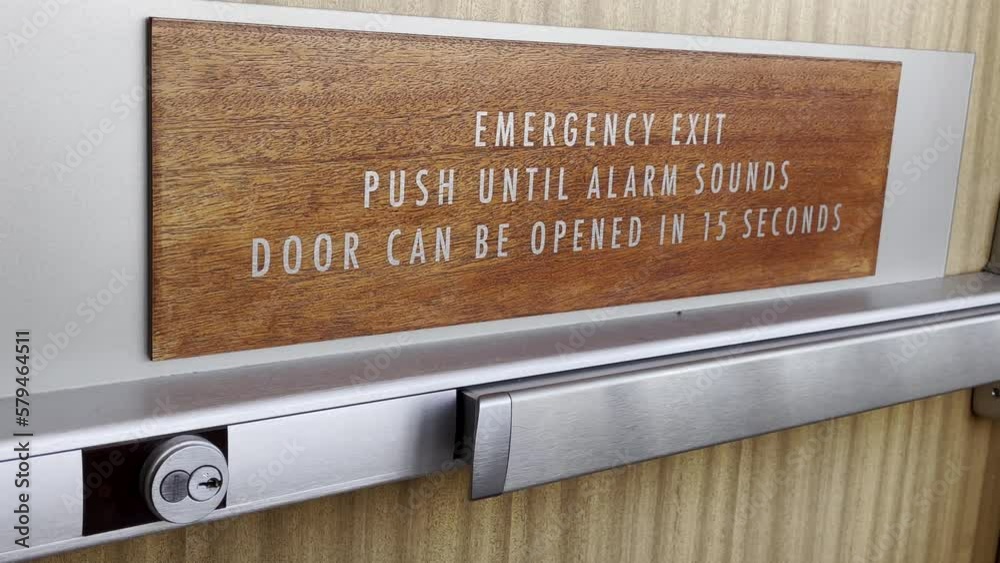 EMERGENCY EXIT
PUSH UNTIL ALARM SOUNDS
DOOR CAN BE OPENED IN 15 SECONDS
Adobe Stock | #579464511